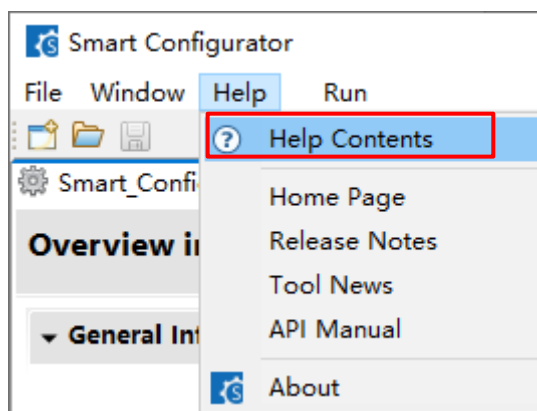 Smart Configurator
File Window Help Run
Help Contents
Smart_Confi
Home Page
Overview i
Release Notes
Tool News
General Inf
API Manual
About